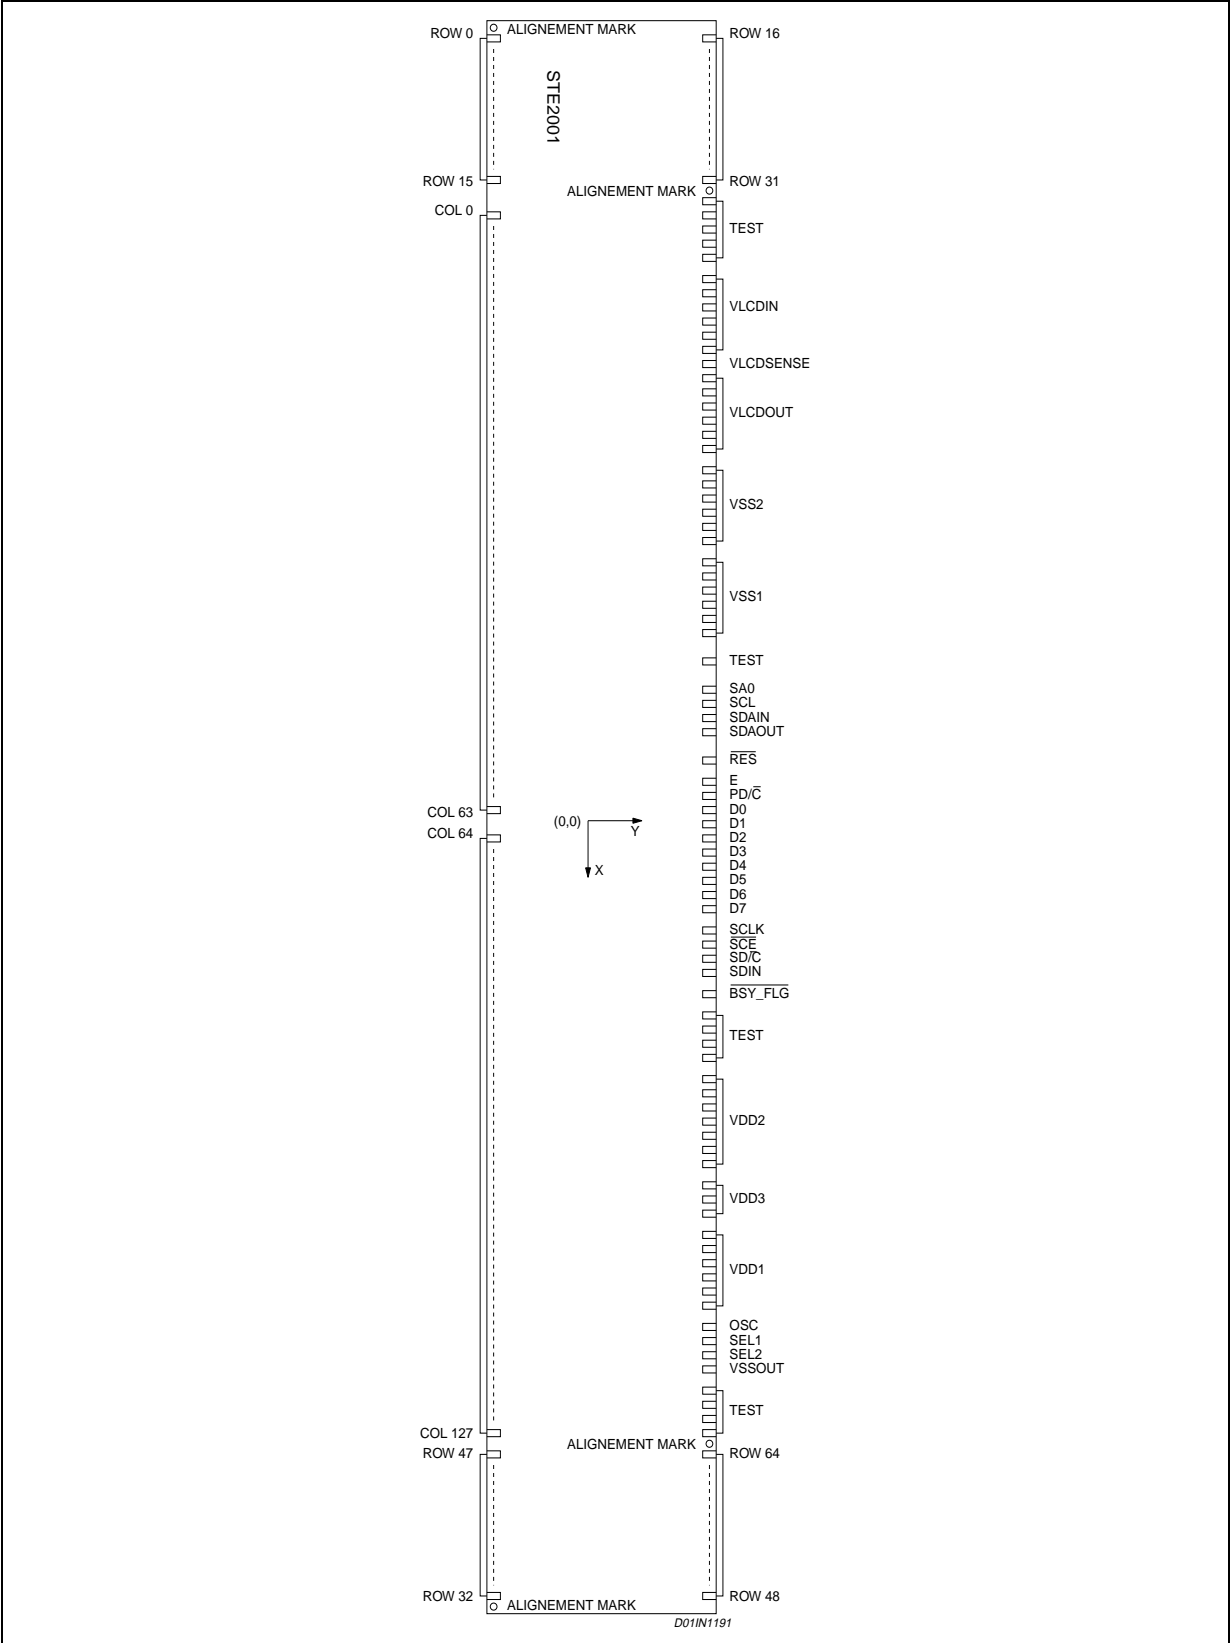 ROW 0 ALIGNEMENT MARK ROW 16
STE2001
ROW 15 ROW 31
ALIGNEMENT MARK
COL 0
TEST
VLCDIN
VLCDSENSE
VLCDOUT
VSS2
VSS1
TEST
SA0
SCL
SDAIN
SDAOUT
RES
E
PD/C
COL 63 D0
(0,0) Y D1
COL 64 D2
D3
X D4
D5
D6
D7
SCLK
SCE
SD/C
SDIN
BSY_FLG
TEST
VDD2
VDD3
VDD1
OSC
SEL1
SEL2
VSSOUT
TEST
COL 127
ALIGNEMENT MARK
ROW 47 ROW 64
ROW 32 ROW 48
ALIGNEMENT MARK
D01IN1191